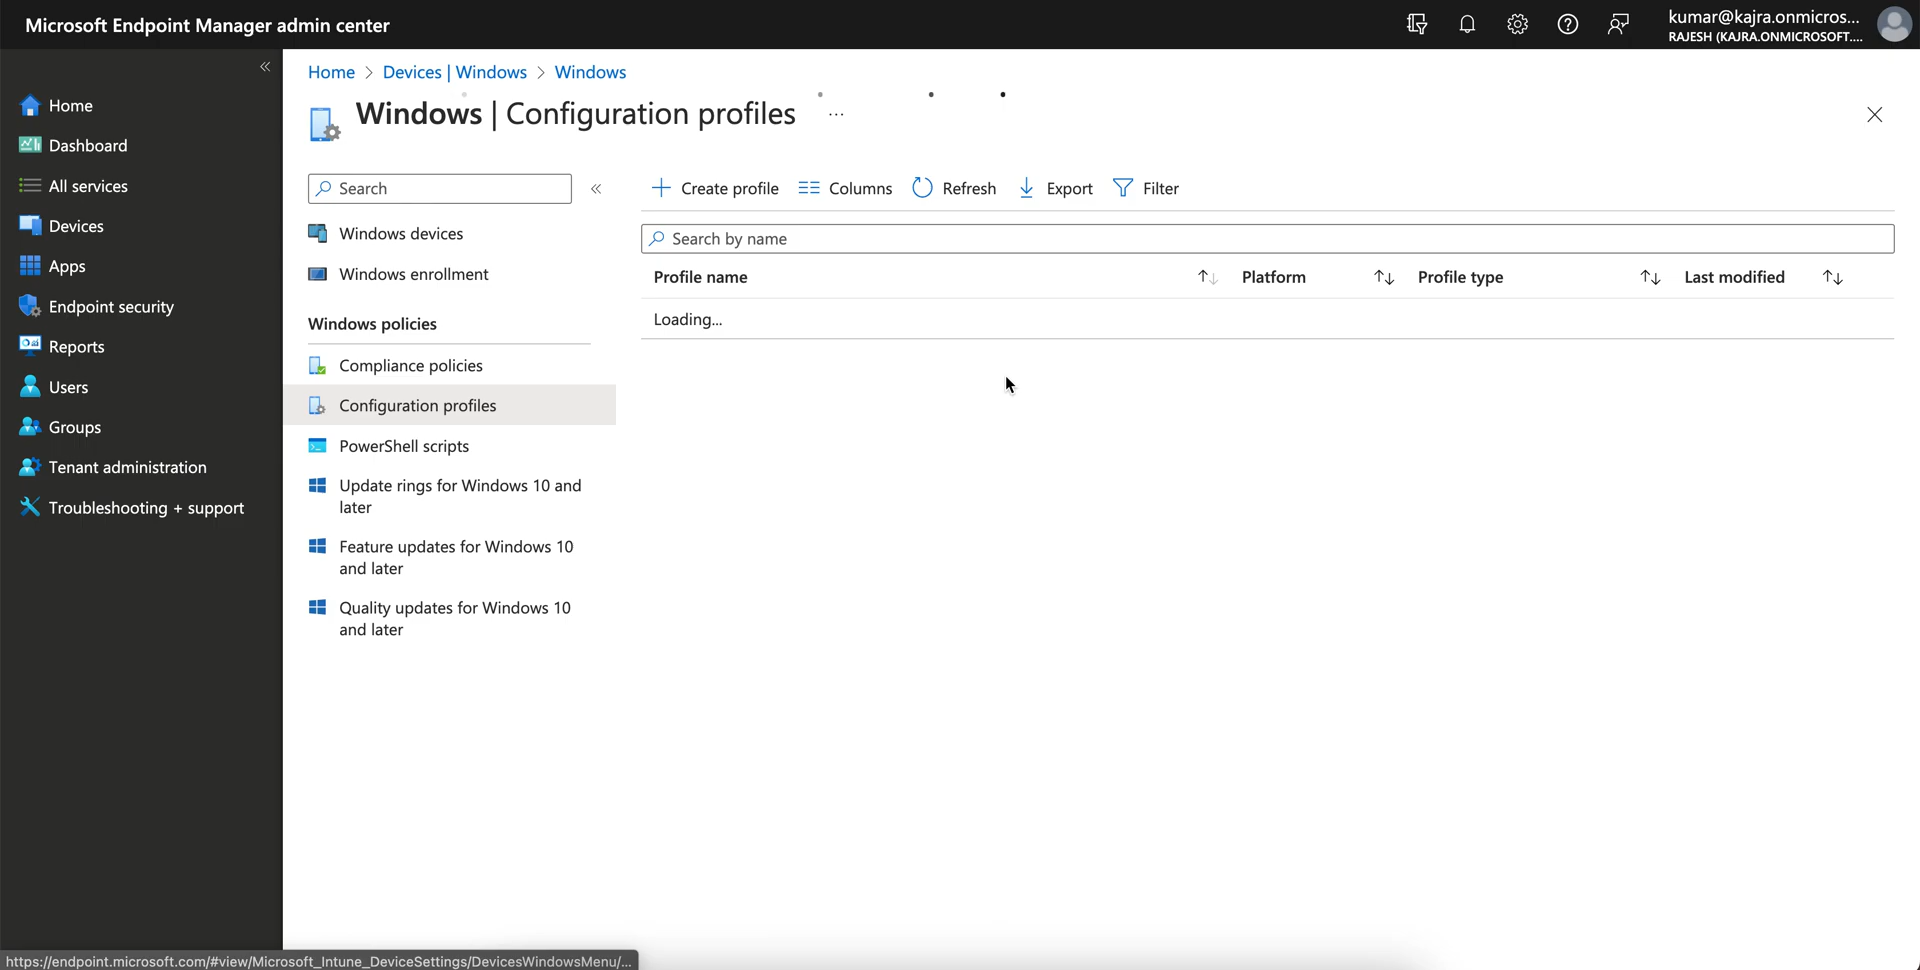 Microsoft Endpoint Manager admin center
kumar@kajra.onmicros...
RAJESH (KAJRA.ONMICROSOFT....
Home
Dashboard
All services
Devices
Apps
Endpoint security
Reports
Users
Groups
Tenant administration
Troubleshooting + support
Home > Devices | Windows > Windows
Windows | Configuration profiles ...
Search
Windows devices
Windows enrollment
Windows policies
Compliance policies
Configuration profiles
PowerShell scripts
Update rings for Windows 10 and
later
Feature updates for Windows 10
and later
Quality updates for Windows 10
and later
Create profile Columns Refresh Export Filter
Search by name
Profile name Platform Profile type Last modified
Loading...
https://endpoint.microsoft.com/#view/Microsoft_Intune_DeviceSettings/DevicesWindowsMenu/...